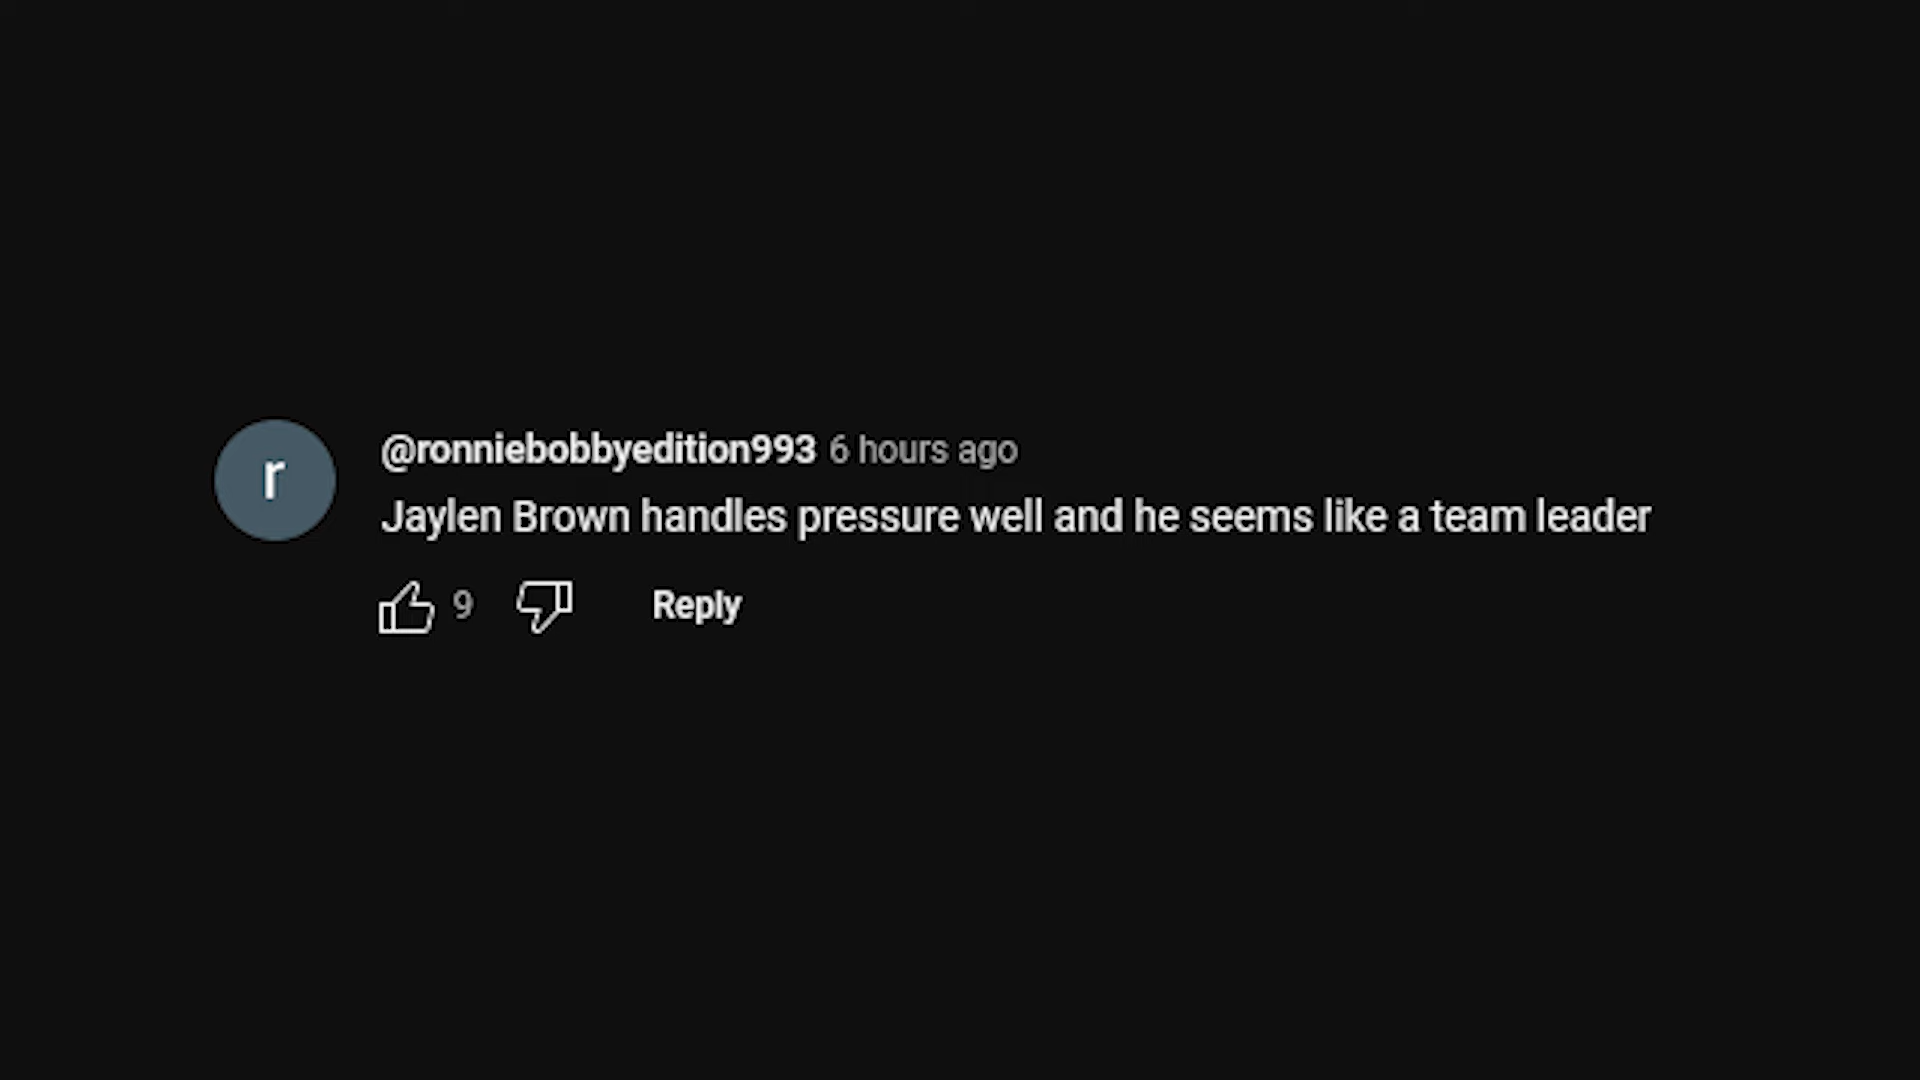 r
@ronniebobbyedition993 6 hours ago
Jaylen Brown handles pressure well and he seems like a team leader
9 Reply